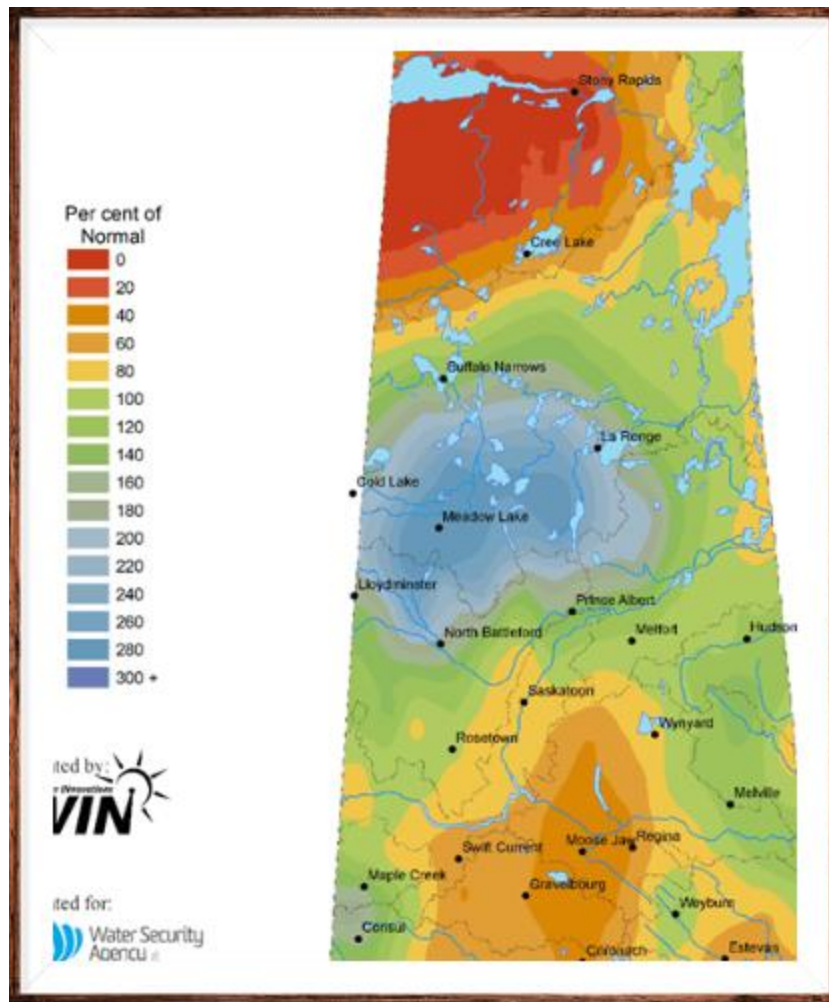 Stony Rapids
Per cent of
Normal
0
20
40
60
80
100
120
140
160
180
200
220
240
260
280
300 +
Cree Lake
Buffalo Narrows
La Ronge
Cold Lake
Meadow Lake
Lloydminster
Prince Albert
North Battleford
Melfort
Hudson
Saskatoon
Wynyard
Rosetown
Melville
Moose Jaw
Regina
Swift Current
Maple Creek
Gravelbourg
Weyburn
Consul
Coronach
Estevan
ted by:
VIN
ted for:
Water Security
Agency